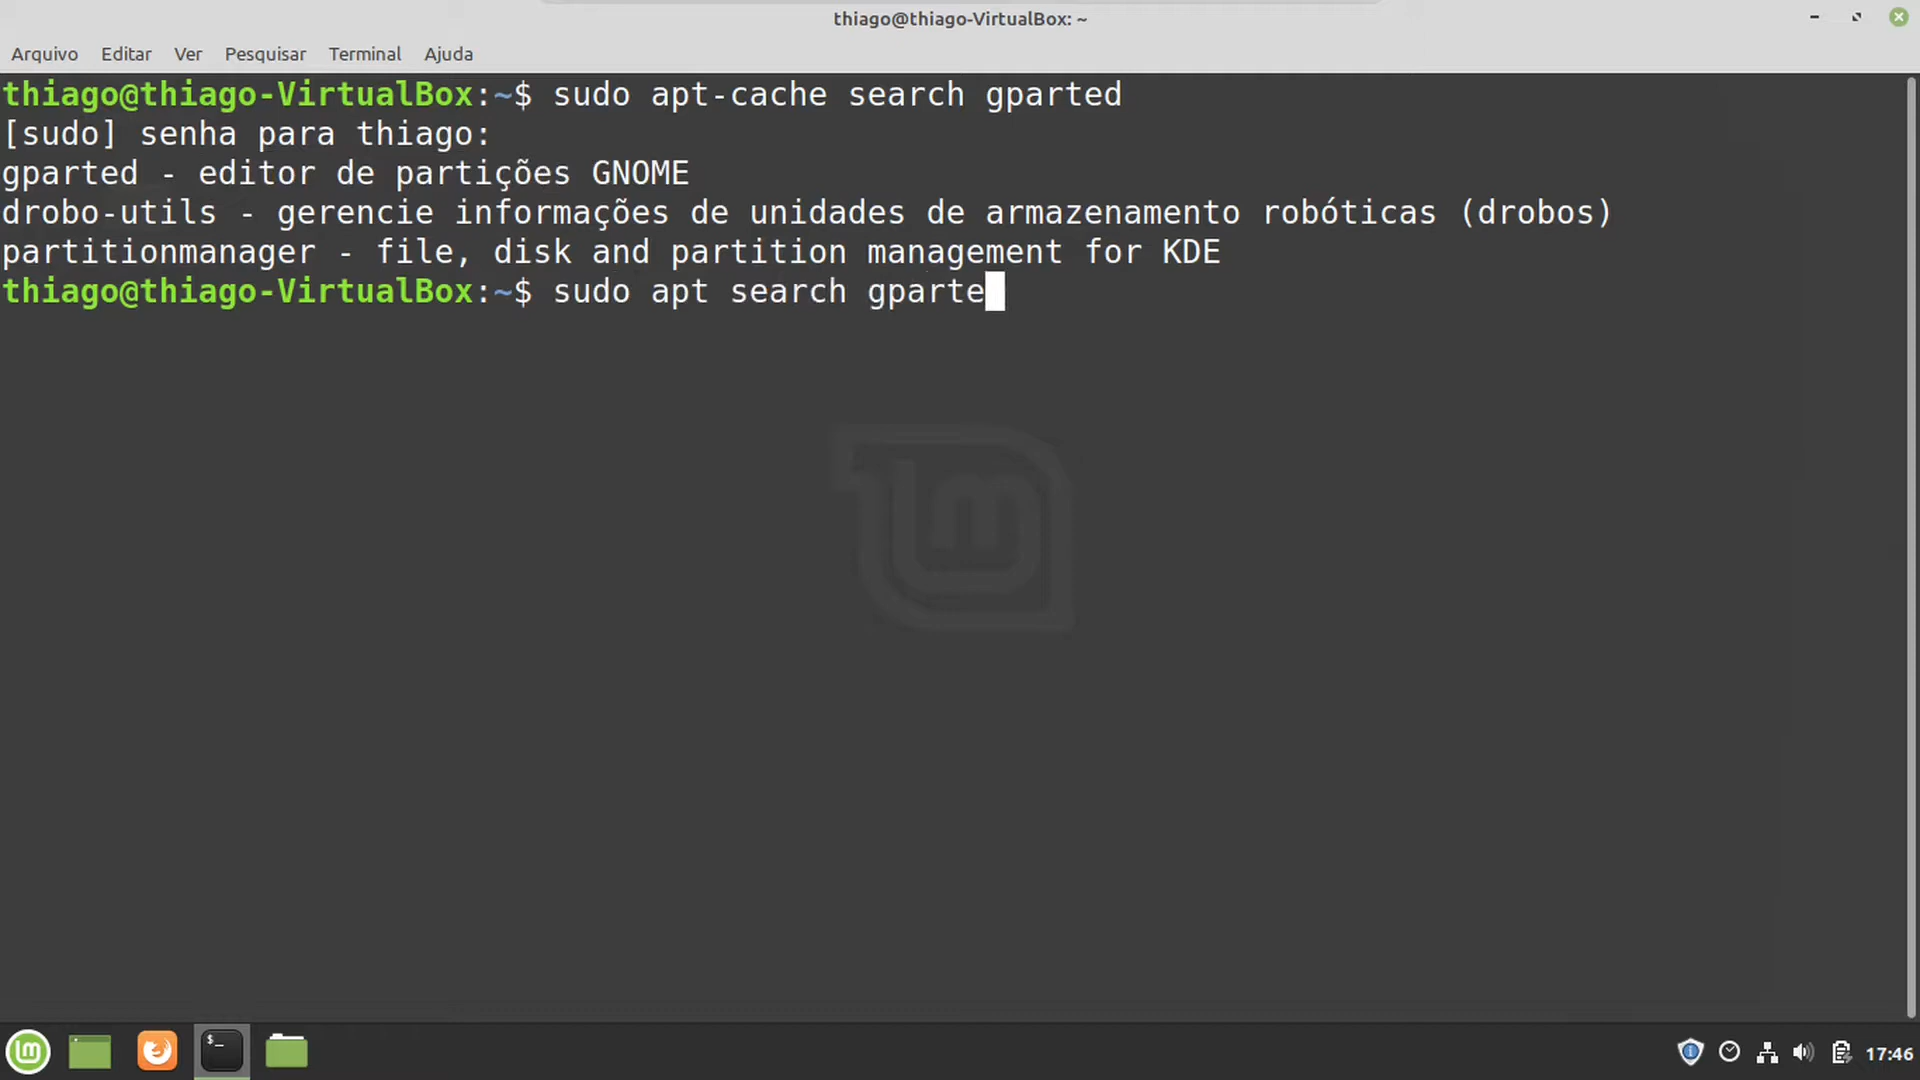 thiago@thiago-VirtualBox: ~
Arquivo Editar Ver Pesquisar Terminal Ajuda
thiago@thiago-VirtualBox:~$ sudo apt-cache search gparted
[sudo] senha para thiago:
gparted - editor de partições GNOME
drobo-utils - gerencie informações de unidades de armazenamento robóticas (drobos)
partitionmanager - file, disk and partition management for KDE
thiago@thiago-VirtualBox:~$ sudo apt search gparte
17:46